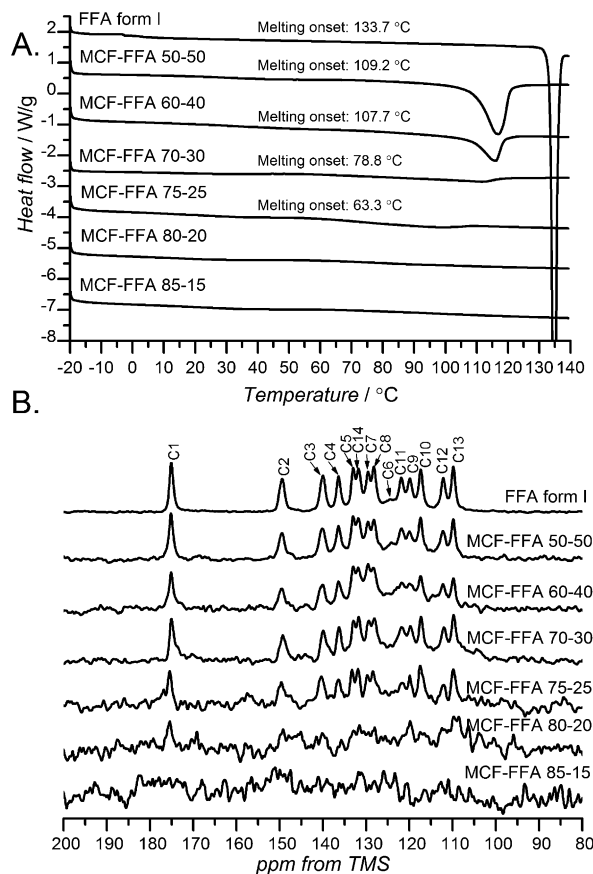 A.
Heat flow / W/g
2
1
0
-1
-2
-3
-4
-5
-6
-7
-8
FFA form I
Melting onset: 133.7 °C
MCF-FFA 50-50
Melting onset: 109.2 °C
MCF-FFA 60-40
Melting onset: 107.7 °C
MCF-FFA 70-30
Melting onset: 78.8 °C
MCF-FFA 75-25
Melting onset: 63.3 °C
MCF-FFA 80-20
MCF-FFA 85-15
-20 -10 0 10 20 30 40 50 60 70 80 90 100 110 120 130 140
Temperature / °C
B.
C1 C2 C3 C4 C5 C14 C7 C8 C6 C11 C9 C10 C12 C13
FFA form I
MCF-FFA 50-50
MCF-FFA 60-40
MCF-FFA 70-30
MCF-FFA 75-25
MCF-FFA 80-20
MCF-FFA 85-15
200 190 180 170 160 150 140 130 120 110 100 90 80
ppm from TMS